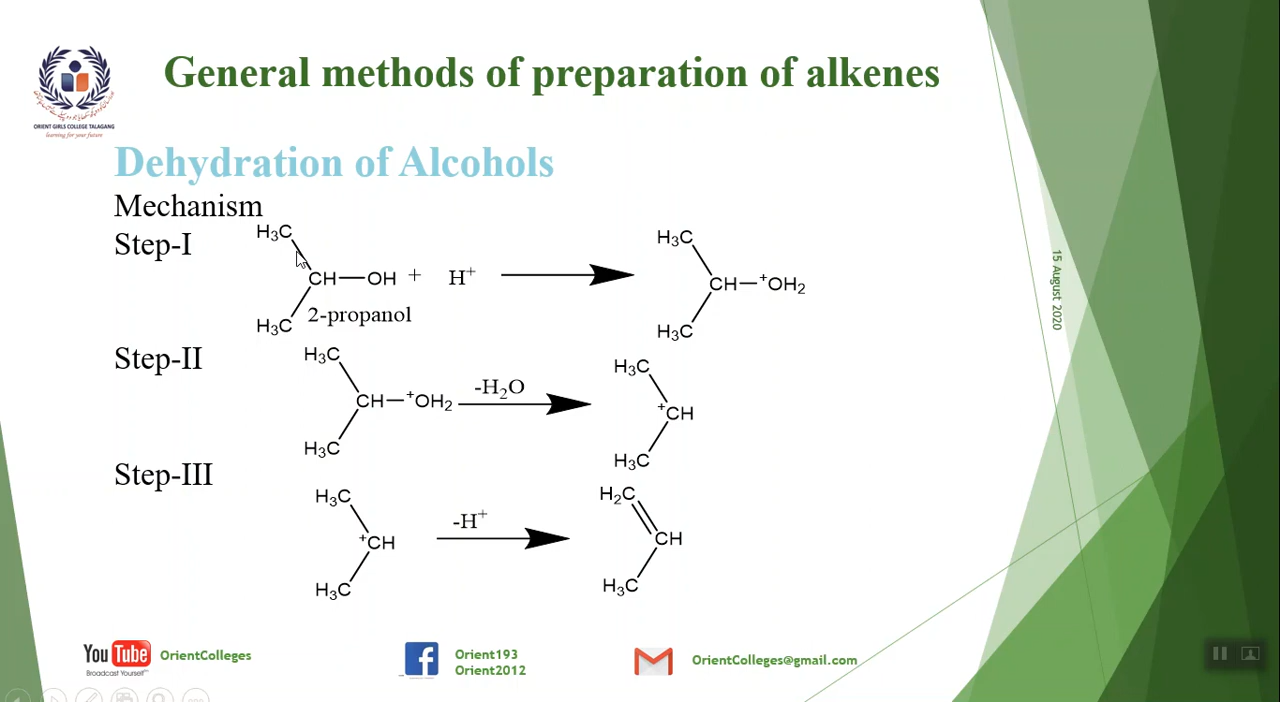 General methods of preparation of alkenes
ORIENT GIRLS COLLEGE TALAGANG
learning for your future
Dehydration of Alcohols
Mechanism
Step-I
H₃C
CH—OH + H⁺
H₃C
2-propanol
H₃C
CH—⁺OH₂
H₃C
Step-II
H₃C
CH—⁺OH₂
H₃C
-H₂O
H₃C
⁺CH
H₃C
Step-III
H₃C
⁺CH
H₃C
-H⁺
H₂C
CH
H₃C
15 August 2020
You Tube
Broadcast Yourself™
OrientColleges
f
Orient193
Orient2012
OrientColleges@gmail.com